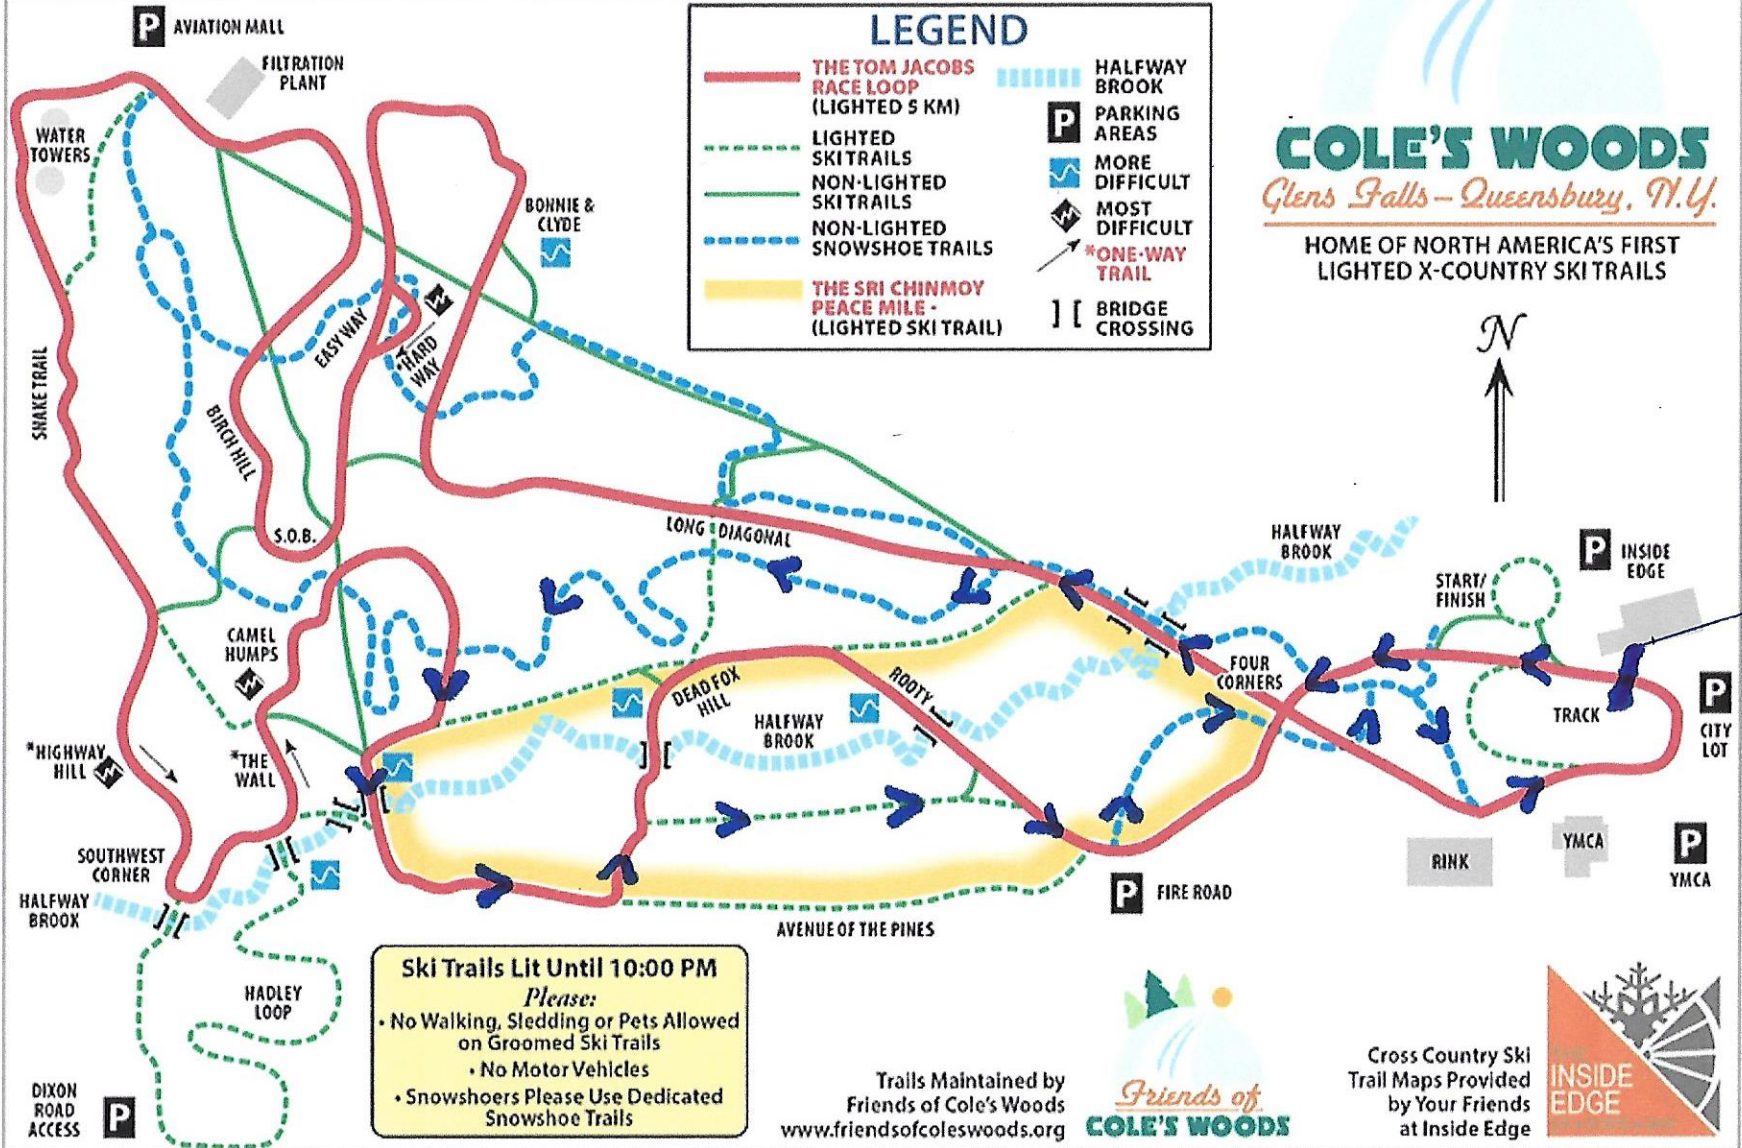 P AVIATION MALL
FILTRATION
PLANT
WATER
TOWERS
BONNIE &
CLYDE
SNAKE TRAIL
EASY WAY
*HARD
WAY
BIRCH HILL
S.O.B.
LONG DIAGONAL
CAMEL
HUMPS
*HIGHWAY
HILL
*THE
WALL
DEAD FOX
HILL
ROOTY
HALFWAY
BROOK
FOUR
CORNERS
HALFWAY
BROOK
START/
FINISH
P INSIDE
EDGE
TRACK
P
CITY
LOT
RINK
YMCA
P
YMCA
P FIRE ROAD
AVENUE OF THE PINES
SOUTHWEST
CORNER
HALFWAY
BROOK
HADLEY
LOOP
DIXON
ROAD
ACCESS
P
LEGEND
THE TOM JACOBS
RACE LOOP
(LIGHTED 5 KM)
LIGHTED
SKI TRAILS
NON-LIGHTED
SKI TRAILS
NON-LIGHTED
SNOWSHOE TRAILS
THE SRI CHINMOY
PEACE MILE -
(LIGHTED SKI TRAIL)
HALFWAY
BROOK
P PARKING
AREAS
MORE
DIFFICULT
MOST
DIFFICULT
*ONE-WAY
TRAIL
BRIDGE
CROSSING
COLE'S WOODS
Glens Falls – Queensbury, N.Y.
HOME OF NORTH AMERICA'S FIRST
LIGHTED X-COUNTRY SKI TRAILS
N
Ski Trails Lit Until 10:00 PM
Please:
• No Walking, Sledding or Pets Allowed
on Groomed Ski Trails
• No Motor Vehicles
• Snowshoers Please Use Dedicated
Snowshoe Trails
Trails Maintained by
Friends of Cole's Woods
www.friendsofcoleswoods.org
Friends of
COLE'S WOODS
Cross Country Ski
Trail Maps Provided
by Your Friends
at Inside Edge
THE
INSIDE
EDGE